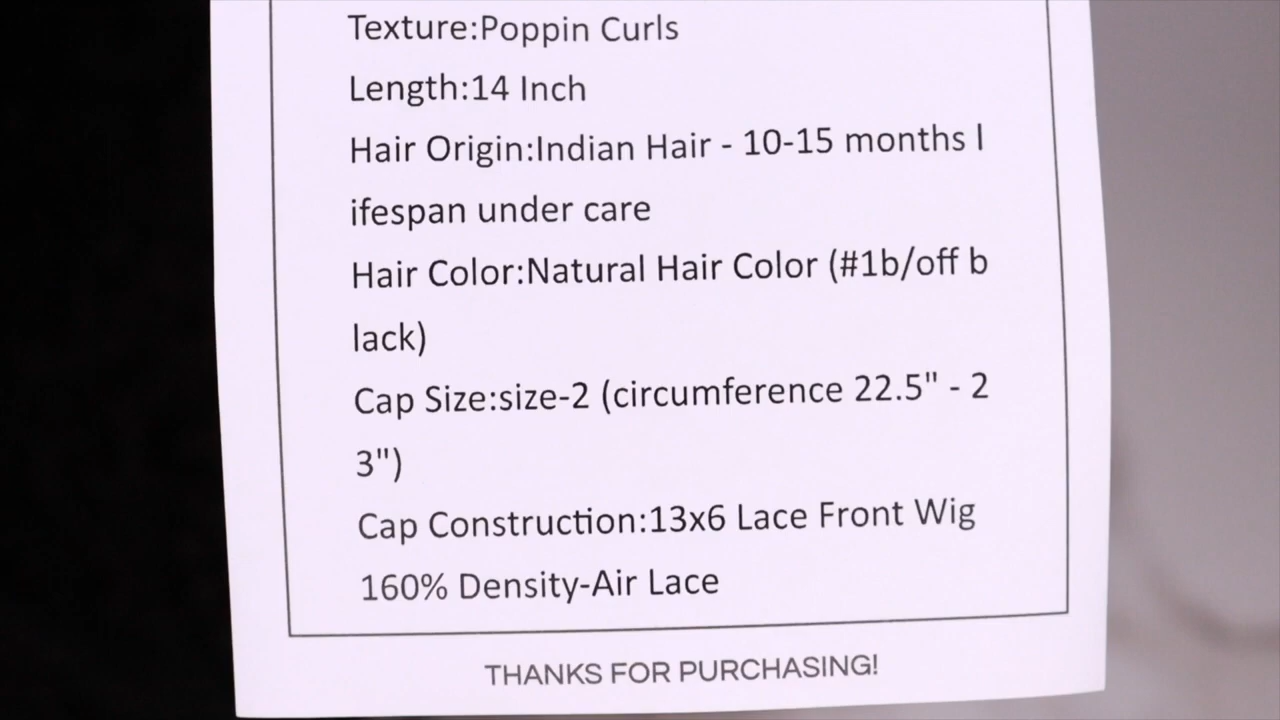 Texture:Poppin Curls
Length:14 Inch
Hair Origin:Indian Hair - 10-15 months l
ifespan under care
Hair Color:Natural Hair Color (#1b/off b
lack)
Cap Size:size-2 (circumference 22.5" - 2
3")
Cap Construction:13x6 Lace Front Wig
160% Density-Air Lace
THANKS FOR PURCHASING!